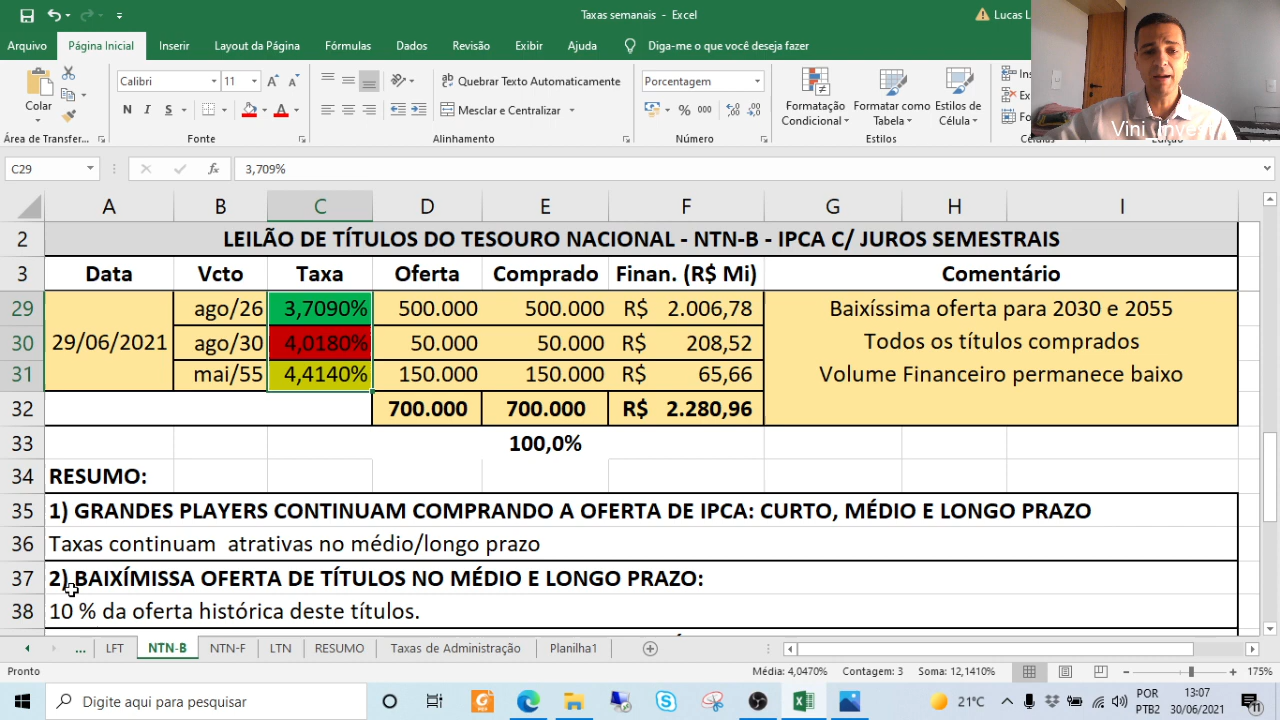 Taxas semanais - Excel
Lucas L
Arquivo Página Inicial Inserir Layout da Página Fórmulas Dados Revisão Exibir Ajuda Diga-me o que você deseja fazer
Calibri 11 Quebrar Texto Automaticamente Porcentagem
Colar N I S Mesclar e Centralizar % 000 Formatação Condicional Formatar como Tabela Estilos de Célula
Área de Transfer... Fonte Alinhamento Número Estilos Células Edição
Vini Inve
C29 fx 3,709%
A B C D E F G H I
2 LEILÃO DE TÍTULOS DO TESOURO NACIONAL - NTN-B - IPCA C/ JUROS SEMESTRAIS
3 Data Vcto Taxa Oferta Comprado Finan. (R$ Mi) Comentário
29 ago/26 3,7090% 500.000 500.000 R$ 2.006,78 Baixíssima oferta para 2030 e 2055
30 29/06/2021 ago/30 4,0180% 50.000 50.000 R$ 208,52 Todos os títulos comprados
31 mai/55 4,4140% 150.000 150.000 R$ 65,66 Volume Financeiro permanece baixo
32 700.000 700.000 R$ 2.280,96
33 100,0%
34 RESUMO:
35 1) GRANDES PLAYERS CONTINUAM COMPRANDO A OFERTA DE IPCA: CURTO, MÉDIO E LONGO PRAZO
36 Taxas continuam atrativas no médio/longo prazo
37 2) BAIXÍMISSA OFERTA DE TÍTULOS NO MÉDIO E LONGO PRAZO:
38 10 % da oferta histórica deste títulos.
... LFT NTN-B NTN-F LTN RESUMO Taxas de Administração Planilha1
Pronto Média: 4,0470% Contagem: 3 Soma: 12,1410% 175%
Digite aqui para pesquisar 21°C POR 13:07
PTB2 30/06/2021 11